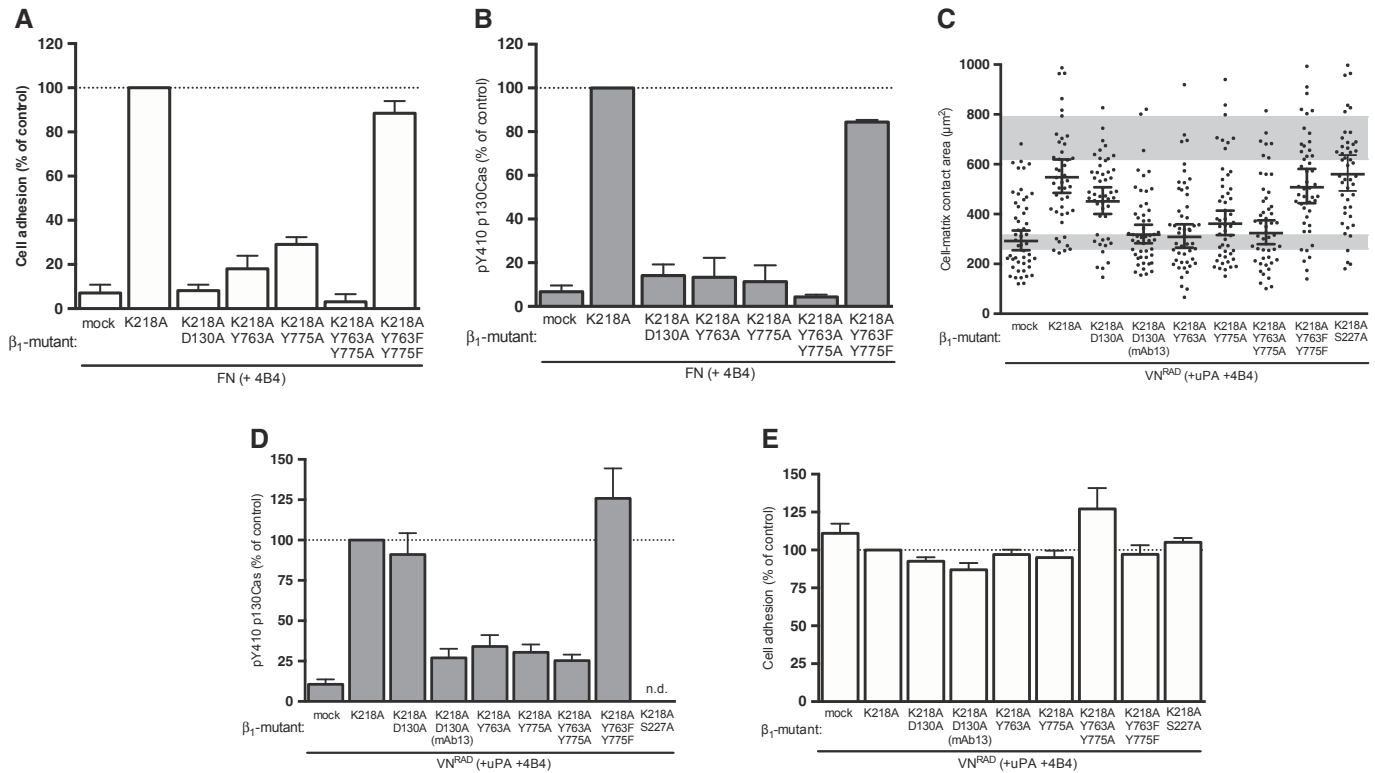 A
Cell adhesion (% of control)
120
100
80
60
40
20
0
mock K218A K218A K218A K218A K218A K218A
D130A Y763A Y775A Y763A Y763F
Y775A Y775F
β1-mutant:
FN (+ 4B4)
B
pY410 p130Cas (% of control)
120
100
80
60
40
20
0
mock K218A K218A K218A K218A K218A K218A
D130A Y763A Y775A Y763A Y763F
Y775A Y775F
β1-mutant:
FN (+ 4B4)
C
Cell-matrix contact area (µm²)
1000
800
600
400
200
0
mock K218A K218A K218A K218A K218A K218A K218A K218A
D130A D130A Y763A Y775A Y763A Y763F S227A
(mAb13) Y775A Y775F
β1-mutant:
VNRAD (+uPA +4B4)
D
pY410 p130Cas (% of control)
150
125
100
75
50
25
0
n.d.
mock K218A K218A K218A K218A K218A K218A K218A K218A
D130A D130A Y763A Y775A Y763A Y763F S227A
(mAb13) Y775A Y775F
β1-mutant:
VNRAD (+uPA +4B4)
E
Cell adhesion (% of control)
150
125
100
75
50
25
0
mock K218A K218A K218A K218A K218A K218A K218A K218A
D130A D130A Y763A Y775A Y763A Y763F S227A
(mAb13) Y775A Y775F
β1-mutant:
VNRAD (+uPA +4B4)